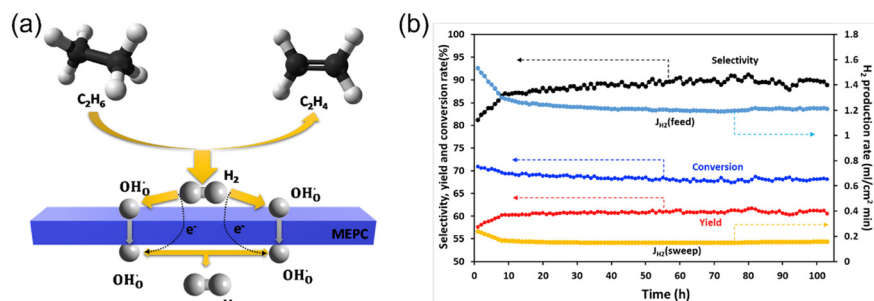 (a)
C₂H₆
C₂H₄
H₂
OH•O
OH•O
e-
e-
MEPC
OH•O
OH•O
(b)
Selectivity, yield and conversion rate(%)
100
95
90
85
80
75
70
65
60
55
50
Selectivity
JH2(feed)
Conversion
Yield
JH2(sweep)
1.8
1.6
1.4
1.2
1
0.8
0.6
0.4
0.2
0
H₂ production rate (ml/cm² min)
0 10 20 30 40 50 60 70 80 90 100
Time (h)